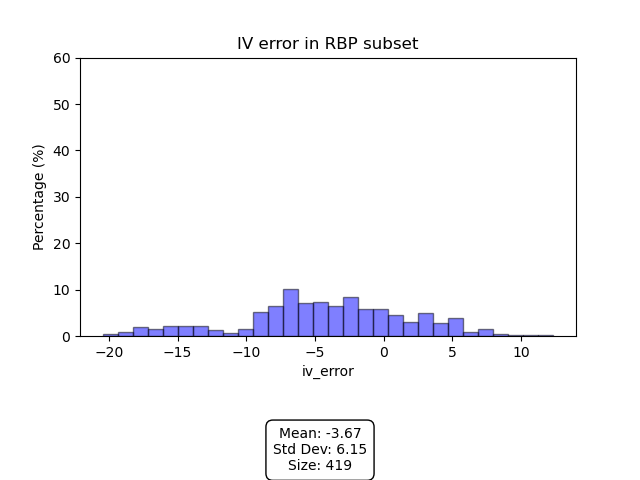 IV error in RBP subset
60
50
40
30
20
10
0
Percentage (%)
−20 −15 −10 −5 0 5 10
iv_error
Mean: -3.67
Std Dev: 6.15
Size: 419